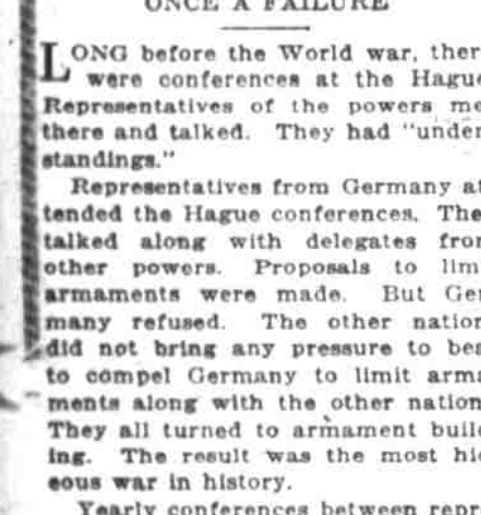 ONCE A FAILURE
LONG before the World war, ther
were conferences at the Hague
Representatives of the powers me
there and talked. They had "under
standings."
Representatives from Germany at
tended the Hague conferences. The
talked along with delegates from
other powers. Proposals to lim
armaments were made. But Ger
many refused. The other nation
did not bring any pressure to bea
to compel Germany to limit arma
ments along with the other nation
They all turned to armament build
ing. The result was the most hid
eous war in history.
Yearly conferences between repr